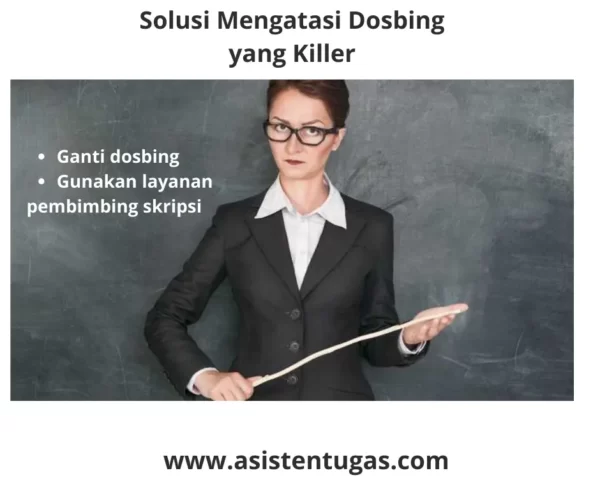 Solusi Mengatasi Dosbing
yang Killer
• Ganti dosbing
• Gunakan layanan
pembimbing skripsi
www.asistentugas.com